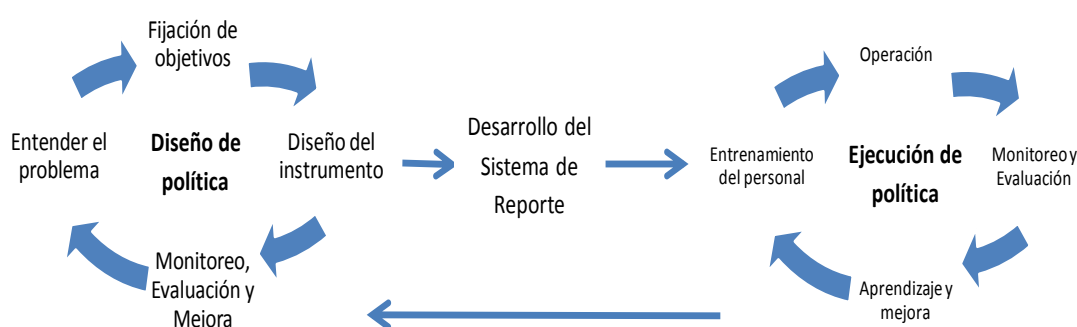 Fijación de
objetivos
Entender el
problema
Diseño de
política
Diseño del
instrumento
Monitoreo,
Evaluación y
Mejora
Desarrollo del
Sistema de
Reporte
Operación
Entrenamiento
del personal
Ejecución de
política
Monitoreo y
Evaluación
Aprendizaje y
mejora